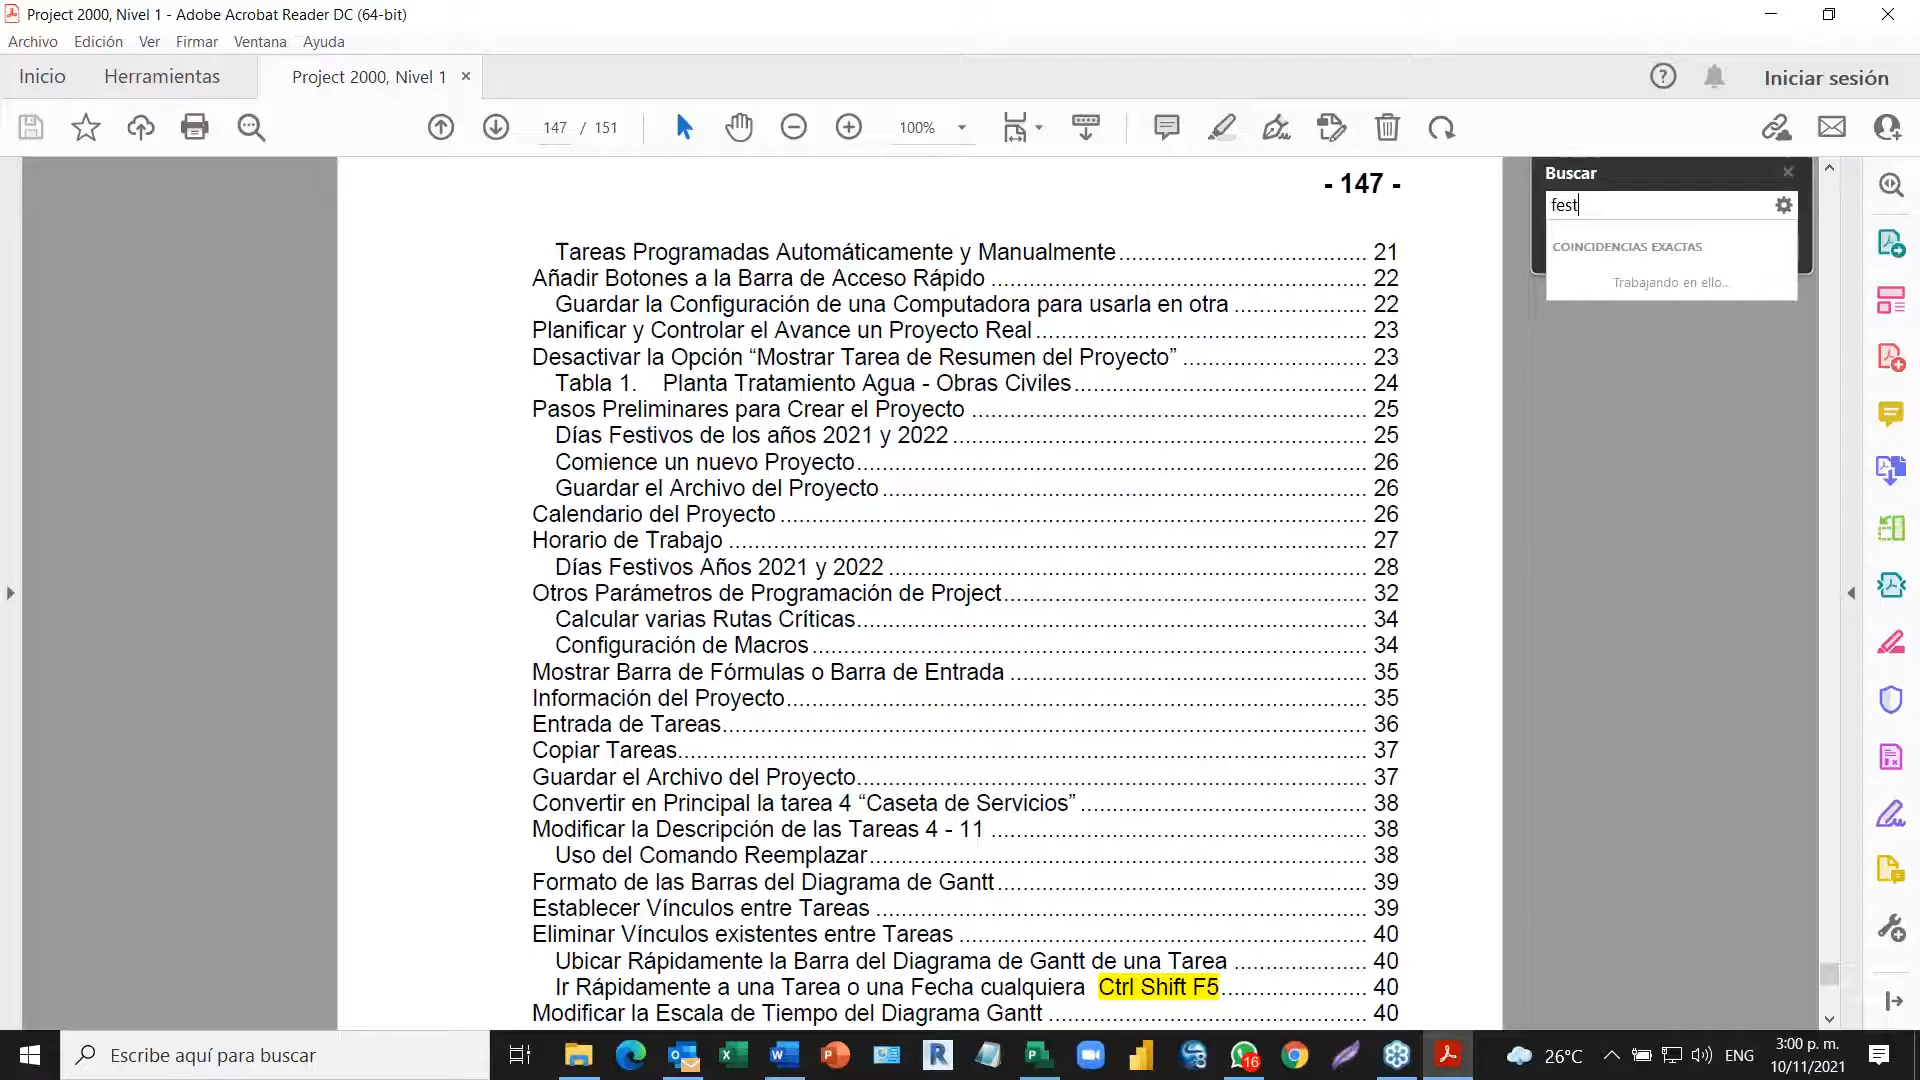 Project 2000, Nivel 1 - Adobe Acrobat Reader DC (64-bit)
Archivo Edición Ver Firmar Ventana Ayuda
Inicio Herramientas Project 2000, Nivel 1 × Iniciar sesión
147 / 151 100%
- 147 -
Buscar
fest
COINCIDENCIAS EXACTAS
Trabajando en ello...
Tareas Programadas Automáticamente y Manualmente 21
Añadir Botones a la Barra de Acceso Rápido 22
Guardar la Configuración de una Computadora para usarla en otra 22
Planificar y Controlar el Avance un Proyecto Real 23
Desactivar la Opción “Mostrar Tarea de Resumen del Proyecto” 23
Tabla 1. Planta Tratamiento Agua - Obras Civiles 24
Pasos Preliminares para Crear el Proyecto 25
Días Festivos de los años 2021 y 2022 25
Comience un nuevo Proyecto 26
Guardar el Archivo del Proyecto 26
Calendario del Proyecto 26
Horario de Trabajo 27
Días Festivos Años 2021 y 2022 28
Otros Parámetros de Programación de Project 32
Calcular varias Rutas Críticas 34
Configuración de Macros 34
Mostrar Barra de Fórmulas o Barra de Entrada 35
Información del Proyecto 35
Entrada de Tareas 36
Copiar Tareas 37
Guardar el Archivo del Proyecto 37
Convertir en Principal la tarea 4 “Caseta de Servicios” 38
Modificar la Descripción de las Tareas 4 - 11 38
Uso del Comando Reemplazar 38
Formato de las Barras del Diagrama de Gantt 39
Establecer Vínculos entre Tareas 39
Eliminar Vínculos existentes entre Tareas 40
Ubicar Rápidamente la Barra del Diagrama de Gantt de una Tarea 40
Ir Rápidamente a una Tarea o una Fecha cualquiera Ctrl Shift F5 40
Modificar la Escala de Tiempo del Diagrama Gantt 40
Escribe aquí para buscar
16
26°C
ENG
3:00 p. m.
10/11/2021